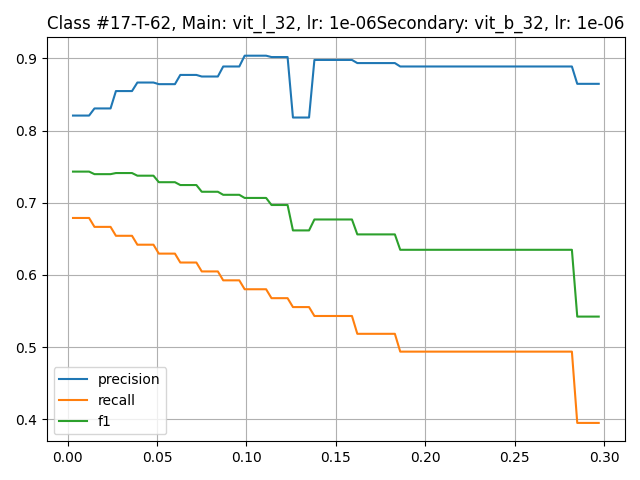 Class #17-T-62, Main: vit_l_32, lr: 1e-06Secondary: vit_b_32, lr: 1e-06
0.9
0.8
0.7
0.6
0.5
0.4
precision
recall
f1
0.00 0.05 0.10 0.15 0.20 0.25 0.30